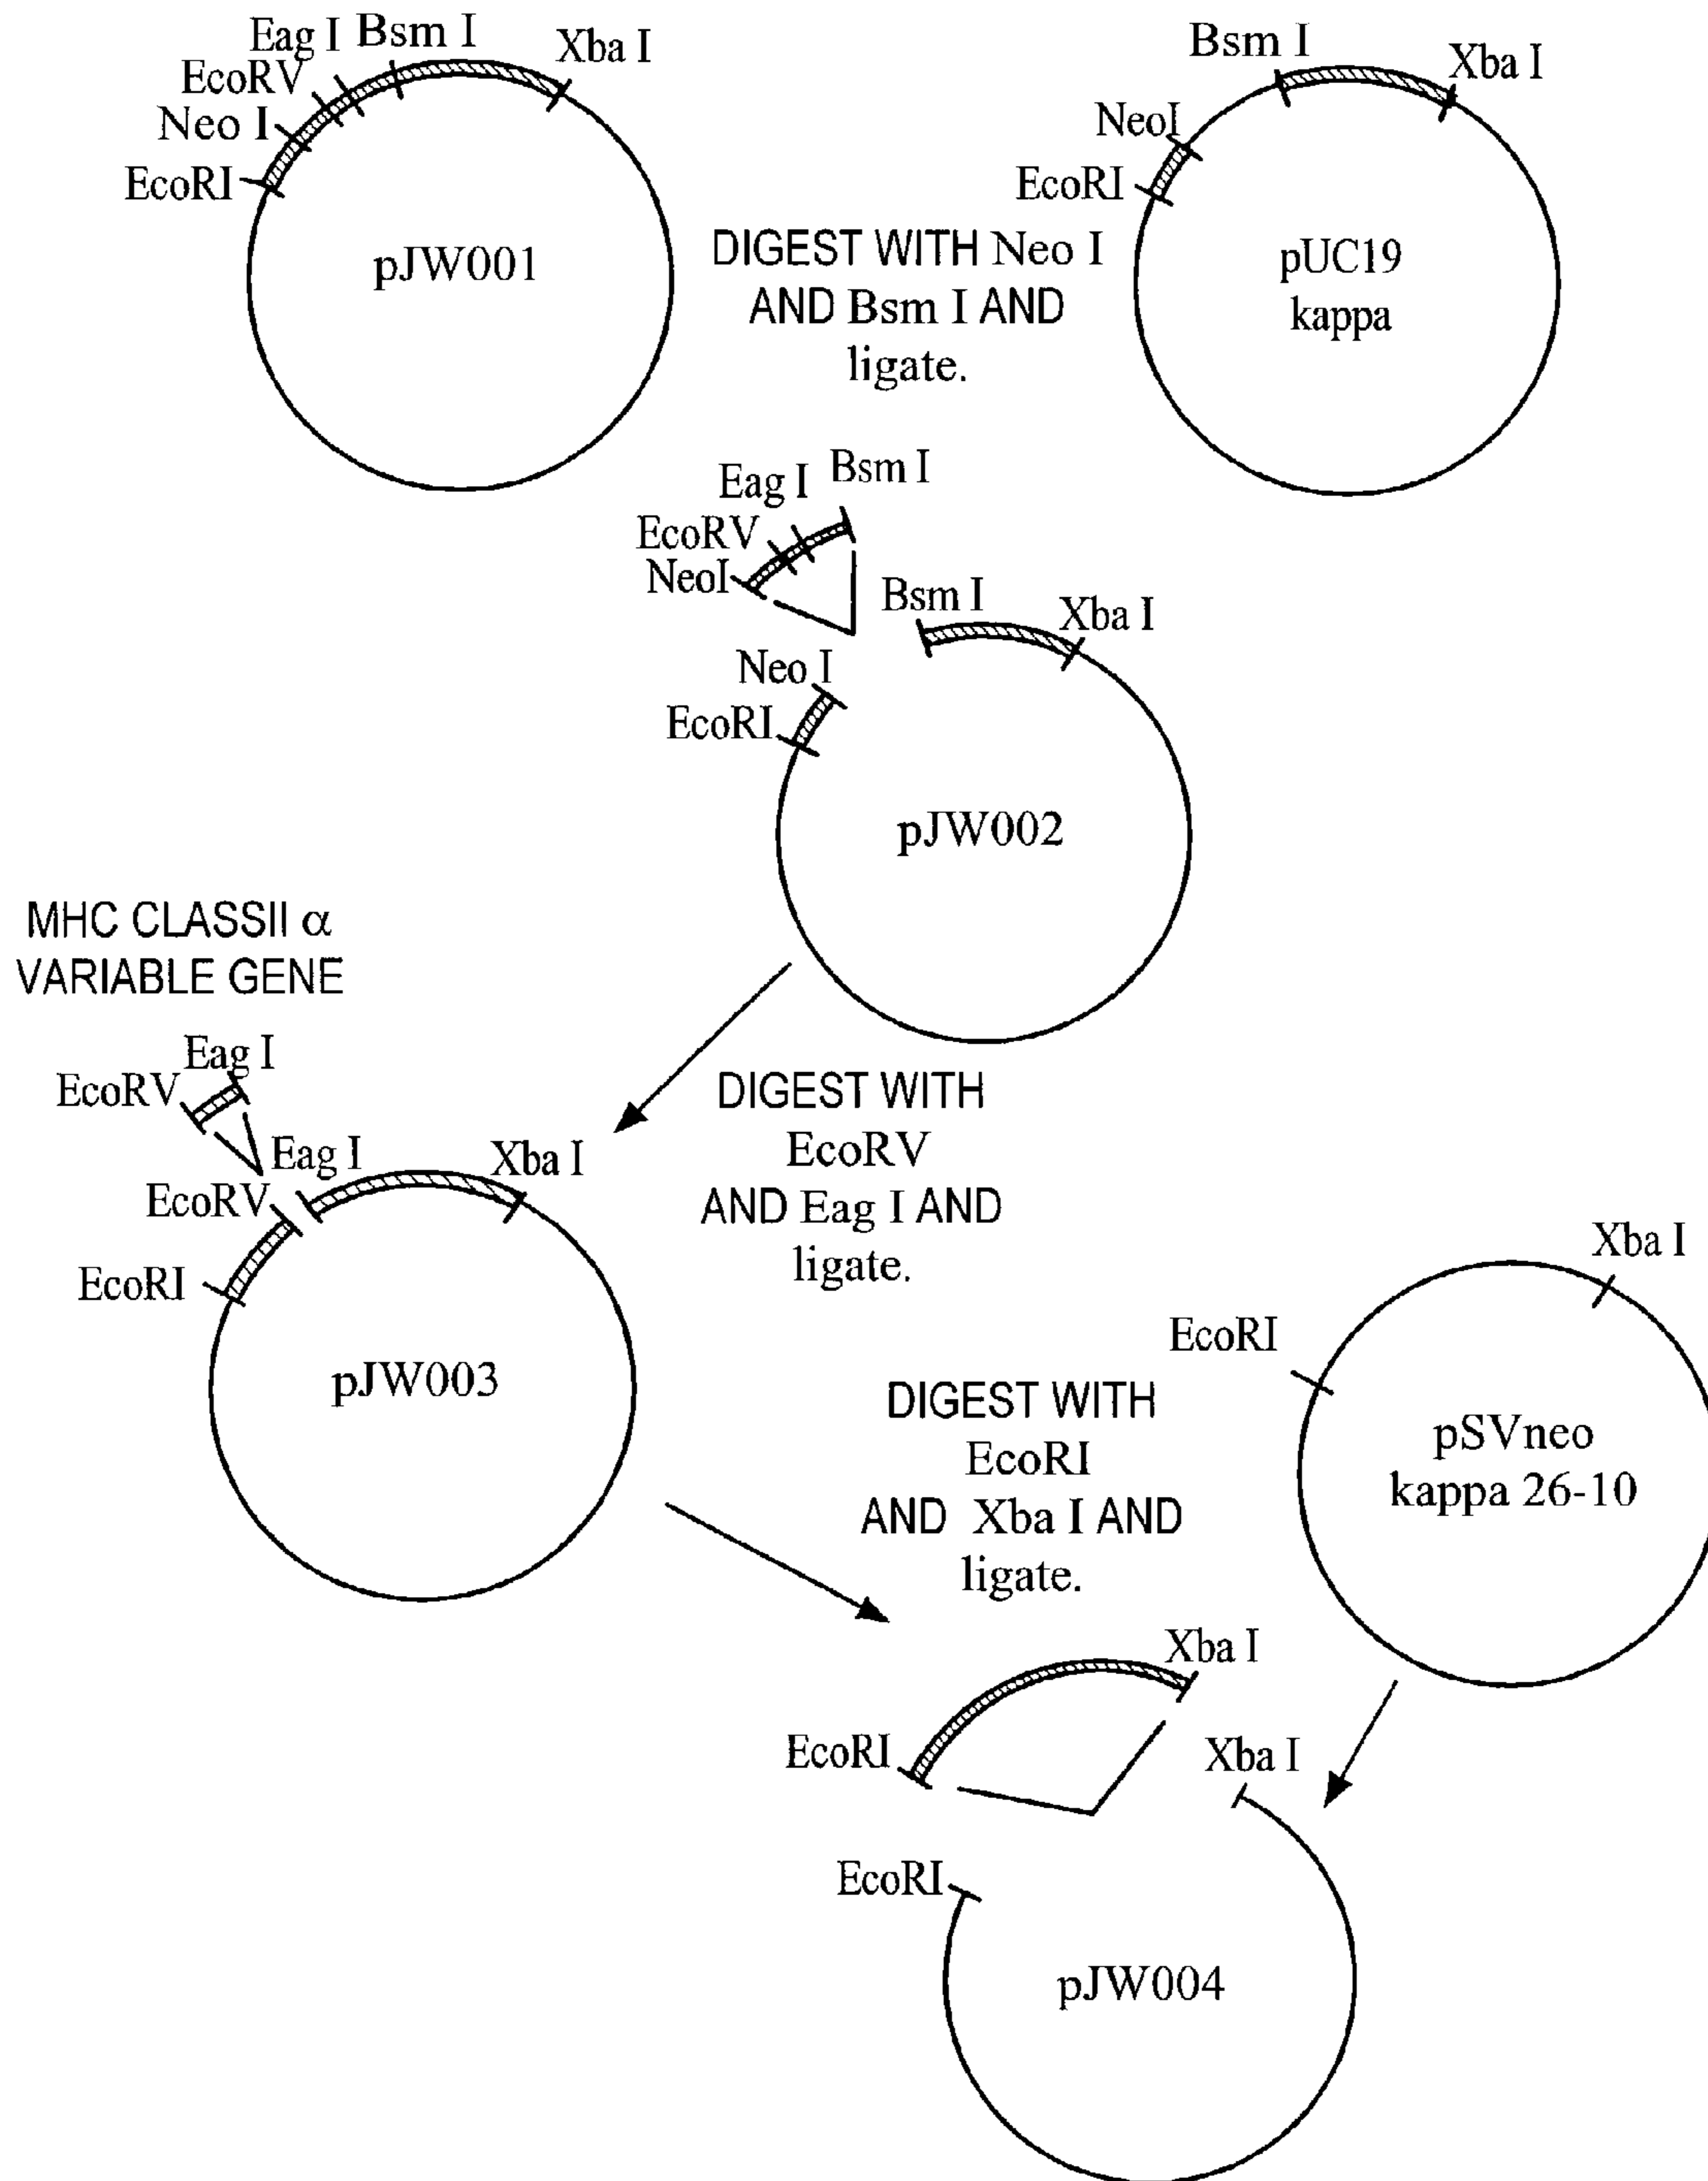 Eag I Bsm I
Xba I
EcoRV
Neo I
EcoRI
pJW001
DIGEST WITH Neo I
AND Bsm I AND
ligate.
Bsm I
Xba I
NeoI
EcoRI
pUC19
kappa
Eag I
Bsm I
EcoRV
NeoI
Bsm I
Xba I
Neo I
EcoRI
pJW002
MHC CLASSII α
VARIABLE GENE
Eag I
EcoRV
Eag I
Xba I
EcoRV
EcoRI
pJW003
DIGEST WITH
EcoRV
AND Eag I AND
ligate.
Xba I
EcoRI
pSVneo
kappa 26-10
DIGEST WITH
EcoRI
AND Xba I AND
ligate.
Xba I
EcoRI
Xba I
EcoRI
pJW004